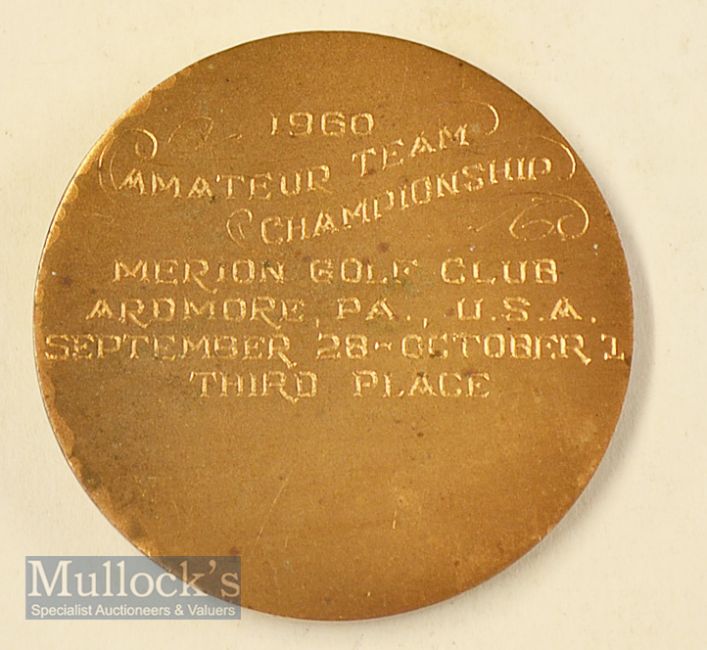 1960
AMATEUR TEAM
CHAMPIONSHIP
MERION GOLF CLUB
ARDMORE, PA., U.S.A.
SEPTEMBER 28-OCTOBER 1
THIRD PLACE
Mullock's
Specialist Auctioneers & Valuers